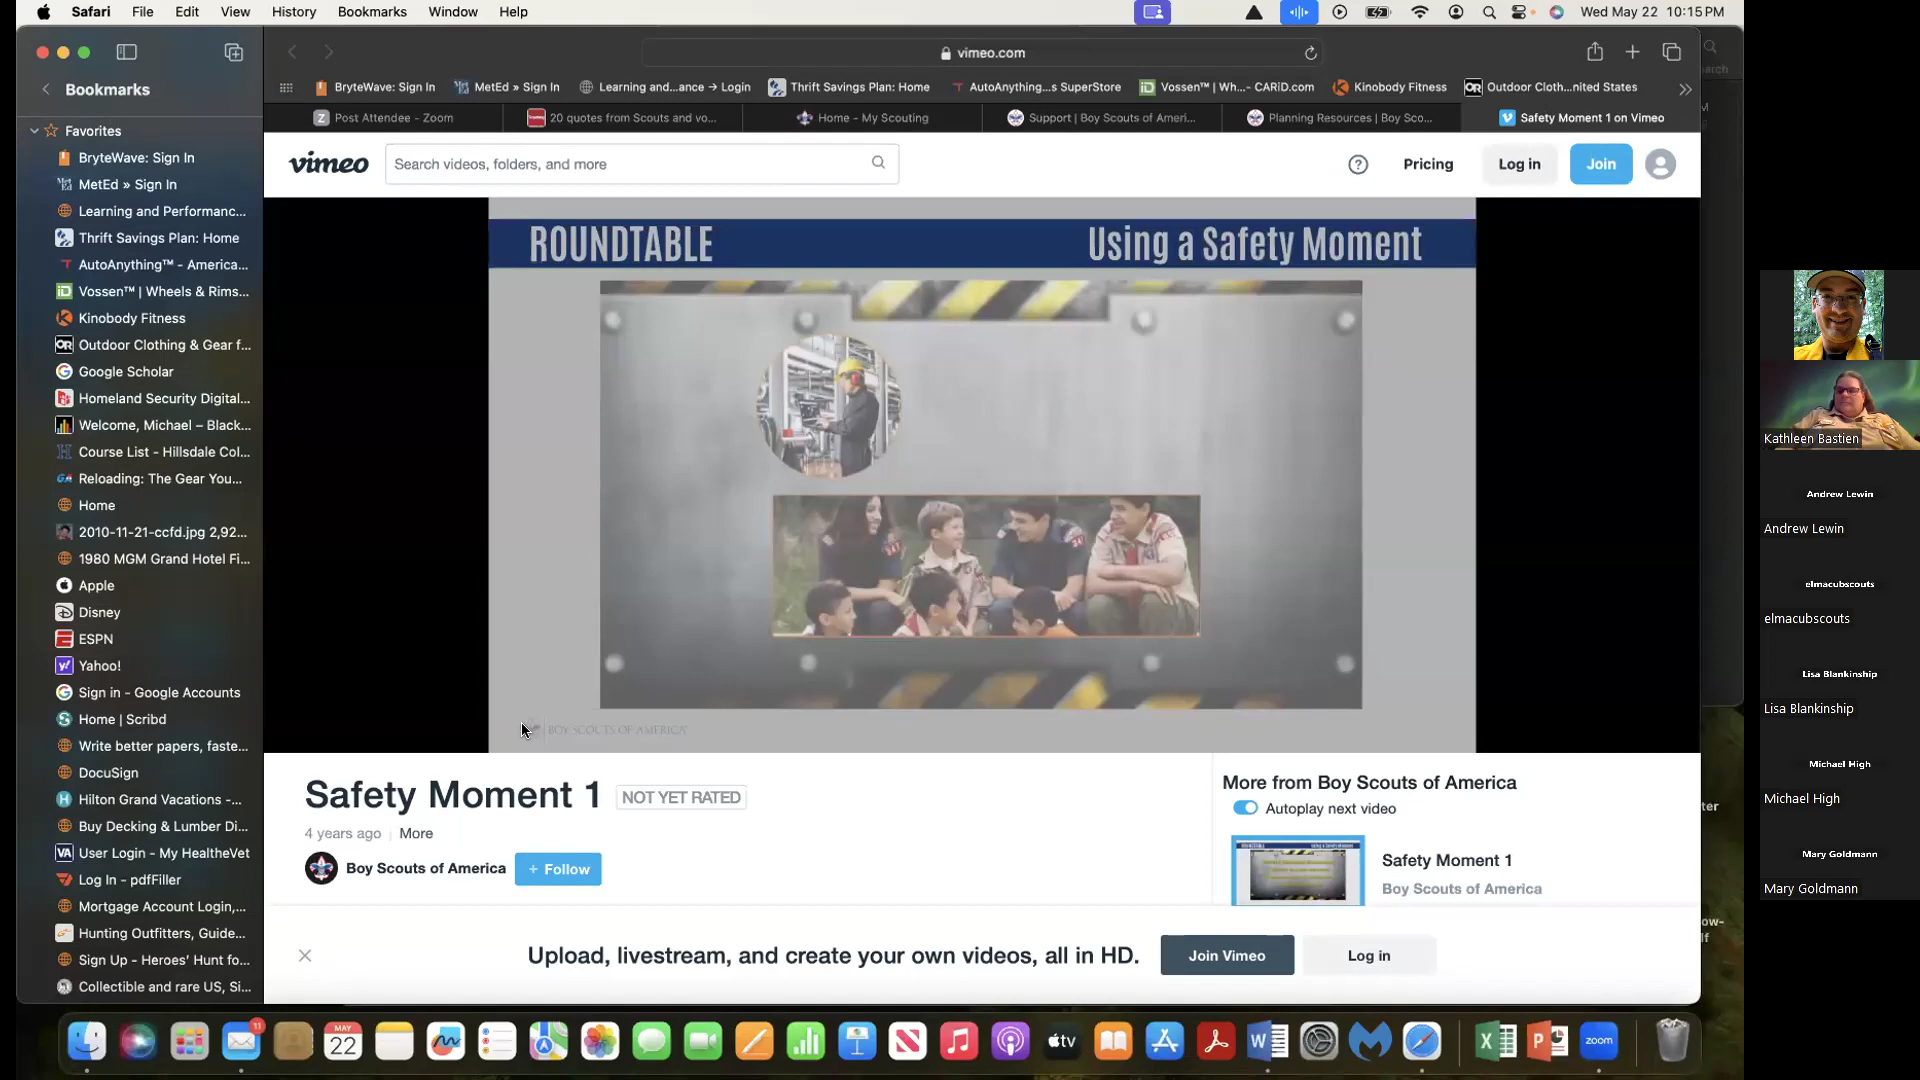 Safari File Edit View History Bookmarks Window Help Wed May 22 10:15 PM
Bookmarks
vimeo.com
BryteWave: Sign In MetEd » Sign In Learning and...ance → Login Thrift Savings Plan: Home AutoAnything...s SuperStore Vossen™ | Wh...- CARiD.com Kinobody Fitness Outdoor Cloth...nited States
Post Attendee - Zoom 20 quotes from Scouts and vo... Home - My Scouting Support | Boy Scouts of Ameri... Planning Resources | Boy Sco... Safety Moment 1 on Vimeo
Favorites
BryteWave: Sign In
MetEd » Sign In
Learning and Performanc...
Thrift Savings Plan: Home
AutoAnything™ - America...
Vossen™ | Wheels & Rims...
Kinobody Fitness
Outdoor Clothing & Gear f...
Google Scholar
Homeland Security Digital...
Welcome, Michael – Black...
Course List - Hillsdale Col...
Reloading: The Gear You...
Home
2010-11-21-ccfd.jpg 2,92...
1980 MGM Grand Hotel Fi...
Apple
Disney
ESPN
Yahoo!
Sign in - Google Accounts
Home | Scribd
Write better papers, faste...
DocuSign
Hilton Grand Vacations -...
Buy Decking & Lumber Di...
User Login - My HealtheVet
Log In - pdfFiller
Mortgage Account Login,...
Hunting Outfitters, Guide...
Sign Up - Heroes' Hunt fo...
Collectible and rare US, Si...
vimeo Search videos, folders, and more Pricing Log in Join
ROUNDTABLE Using a Safety Moment
BOY SCOUTS OF AMERICA
Safety Moment 1 NOT YET RATED
4 years ago More
Boy Scouts of America + Follow
More from Boy Scouts of America
Autoplay next video
Safety Moment 1
Boy Scouts of America
Upload, livestream, and create your own videos, all in HD. Join Vimeo Log in
Kathleen Bastien
Andrew Lewin
Andrew Lewin
elmacubscouts
elmacubscouts
Lisa Blankinship
Lisa Blankinship
Michael High
Michael High
Mary Goldmann
Mary Goldmann
11
MAY
22
tv
zoom